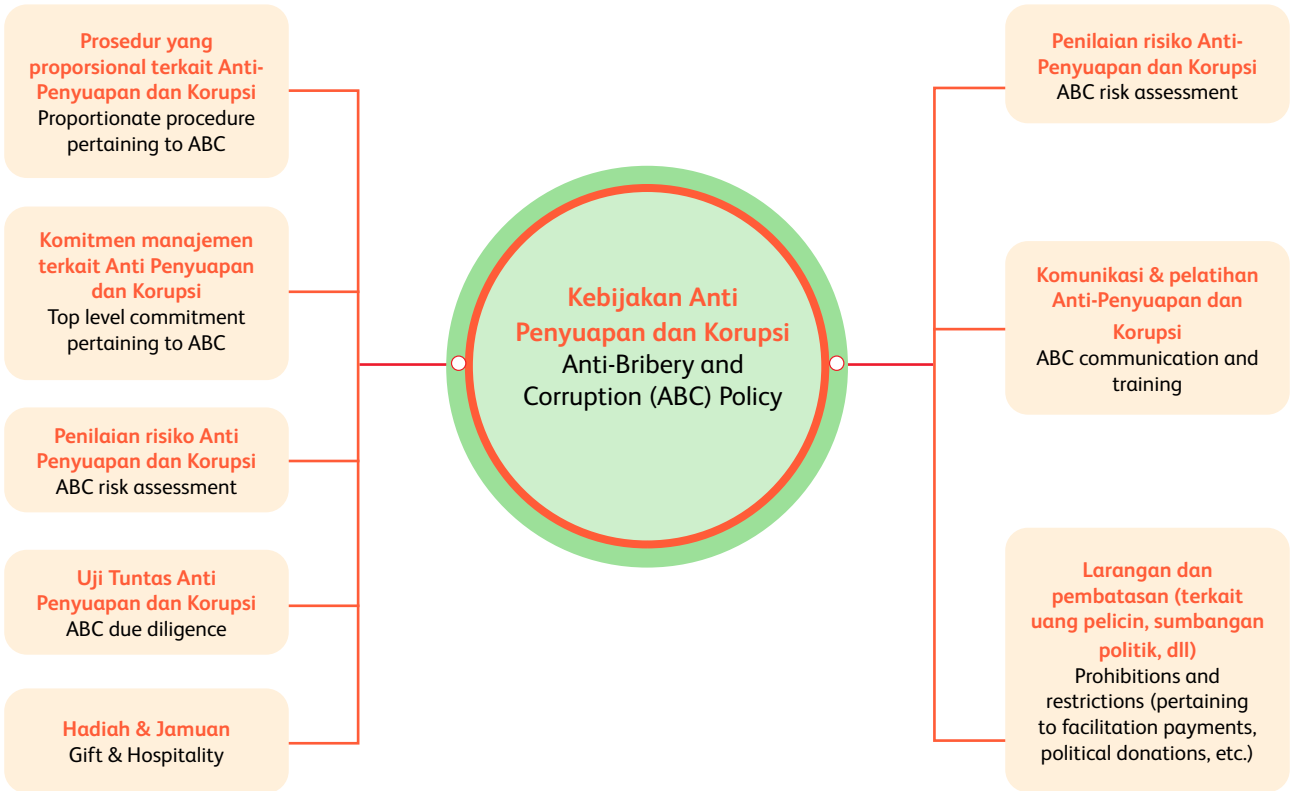 Prosedur yang
proporsional terkait Anti-
Penyuapan dan Korupsi
Proportionate procedure
pertaining to ABC
Komitmen manajemen
terkait Anti Penyuapan
dan Korupsi
Top level commitment
pertaining to ABC
Penilaian risiko Anti
Penyuapan dan Korupsi
ABC risk assessment
Uji Tuntas Anti
Penyuapan dan Korupsi
ABC due diligence
Hadiah & Jamuan
Gift & Hospitality
Kebijakan Anti
Penyuapan dan Korupsi
Anti-Bribery and
Corruption (ABC) Policy
Penilaian risiko Anti-
Penyuapan dan Korupsi
ABC risk assessment
Komunikasi & pelatihan
Anti-Penyuapan dan
Korupsi
ABC communication and
training
Larangan dan
pembatasan (terkait
uang pelicin, sumbangan
politik, dll)
Prohibitions and
restrictions (pertaining
to facilitation payments,
political donations, etc.)